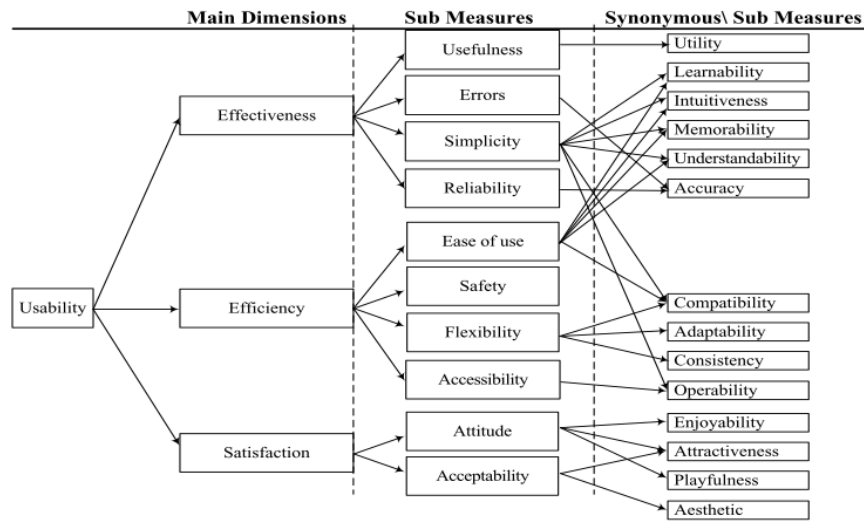 Main Dimensions
Sub Measures
Synonymous\ Sub Measures
Usability
Effectiveness
Efficiency
Satisfaction
Usefulness
Errors
Simplicity
Reliability
Ease of use
Safety
Flexibility
Accessibility
Attitude
Acceptability
Utility
Learnability
Intuitiveness
Memorability
Understandability
Accuracy
Compatibility
Adaptability
Consistency
Operability
Enjoyability
Attractiveness
Playfulness
Aesthetic